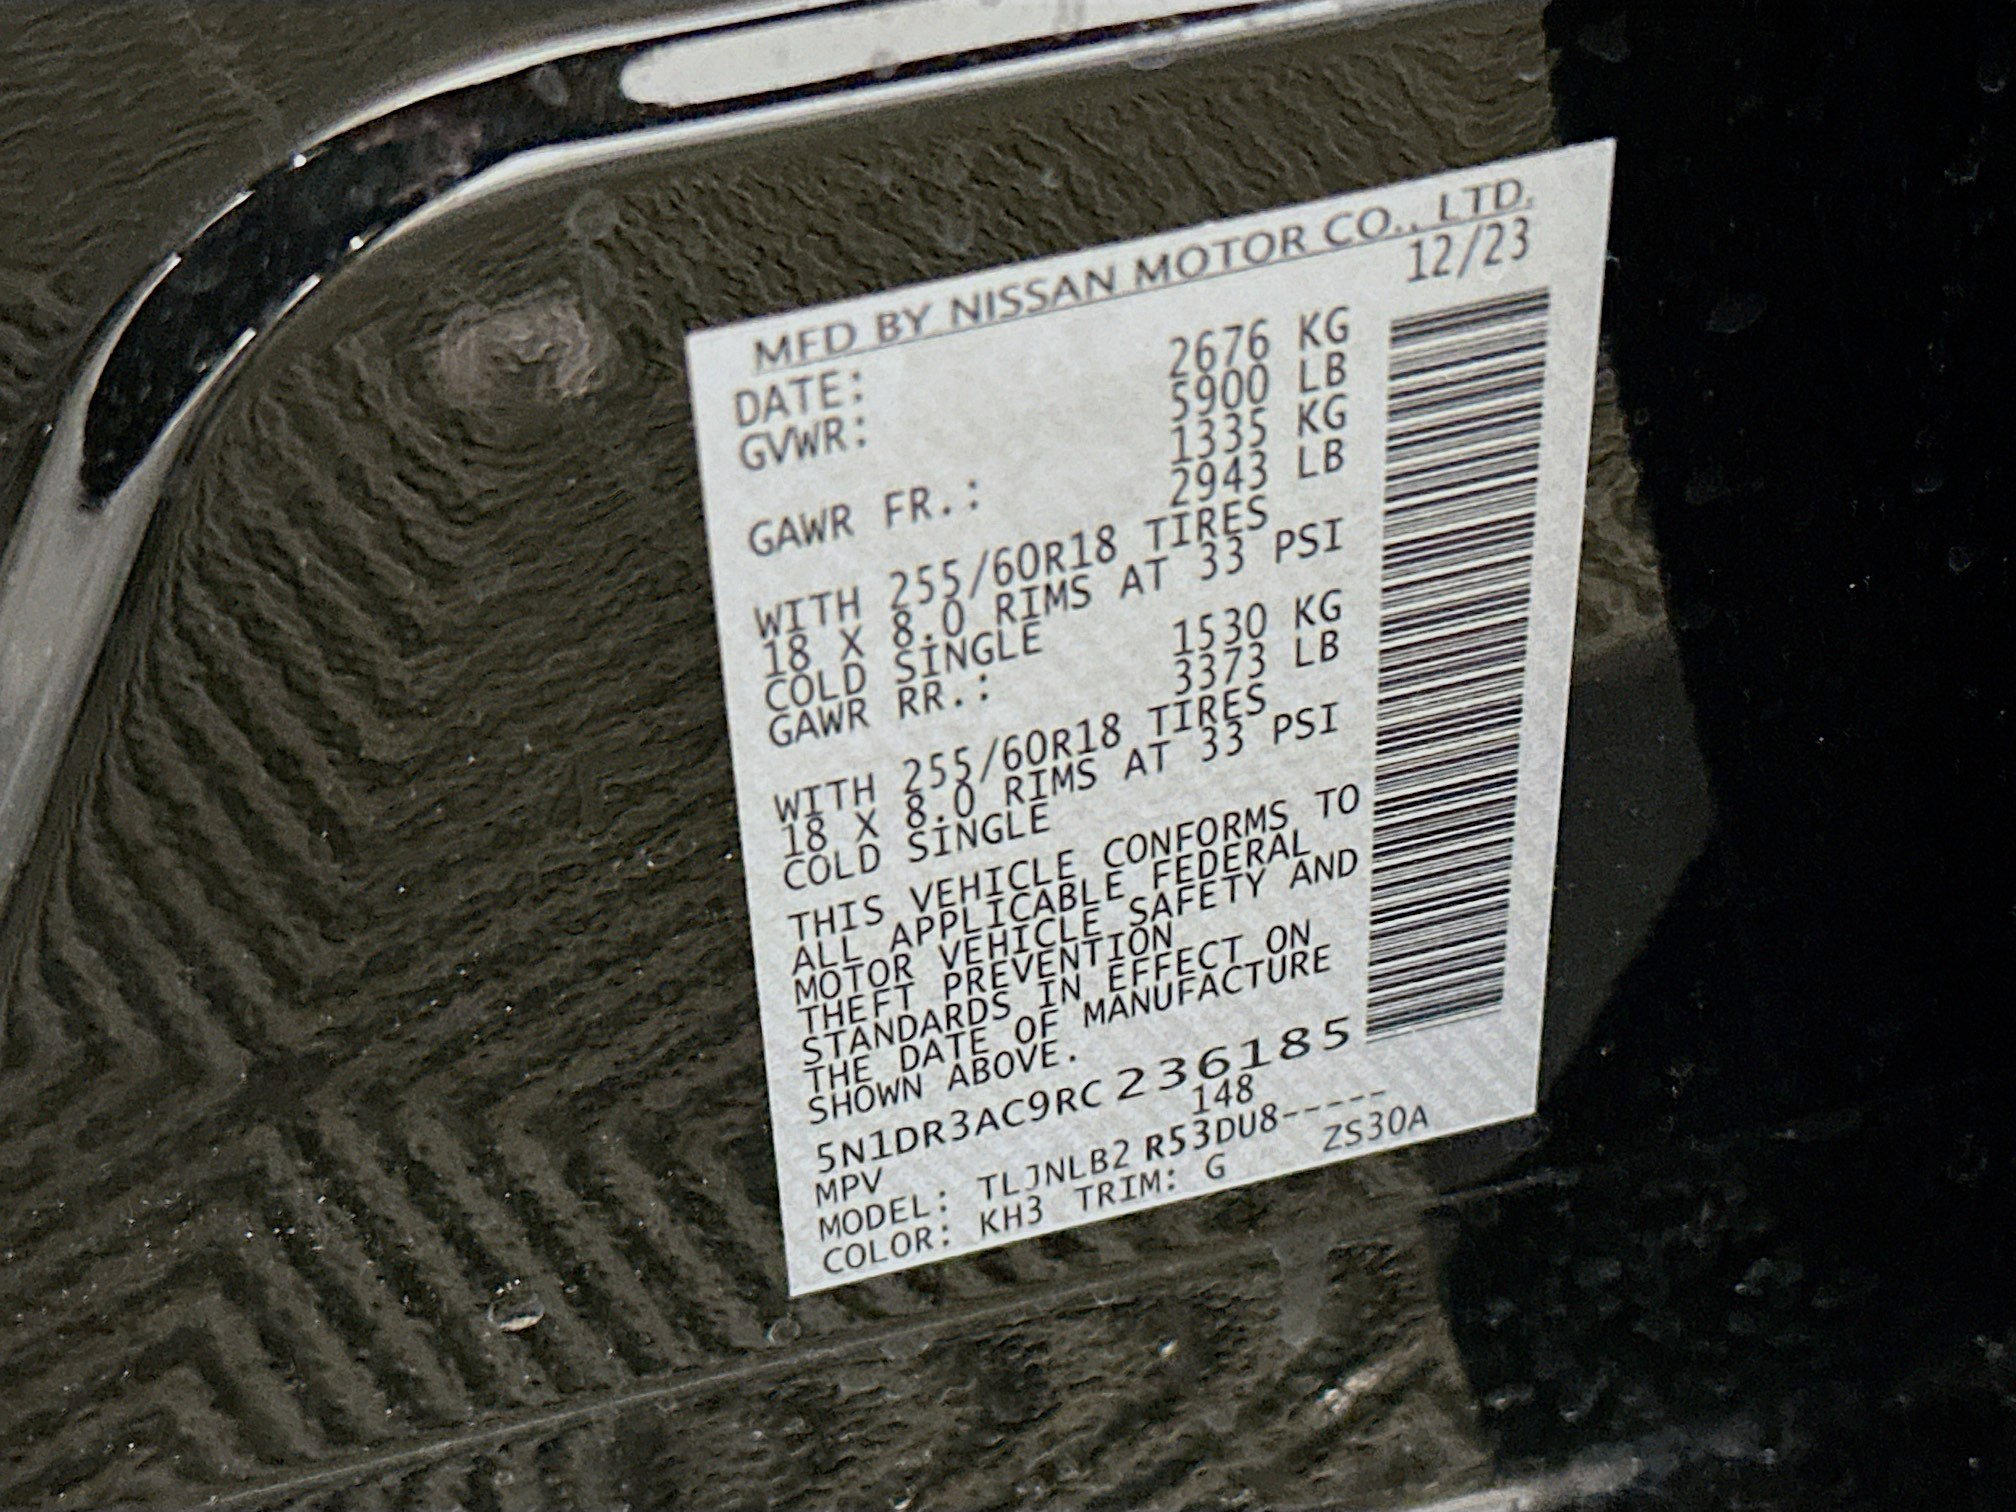 MFD BY NISSAN MOTOR CO., LTD.
DATE: 12/23
GVWR: 2676 KG
5900 LB
GAWR FR.: 1335 KG
2943 LB
WITH 255/60R18 TIRES
18 X 8.0 RIMS AT 33 PSI
COLD SINGLE
GAWR RR.: 1530 KG
3373 LB
WITH 255/60R18 TIRES
18 X 8.0 RIMS AT 33 PSI
COLD SINGLE
THIS VEHICLE CONFORMS TO
ALL APPLICABLE FEDERAL
MOTOR VEHICLE SAFETY AND
THEFT PREVENTION
STANDARDS IN EFFECT ON
THE DATE OF MANUFACTURE
SHOWN ABOVE.
5N1DR3AC9RC236185
MPV 148
MODEL: TLJNLB2 R53DU8-----
COLOR: KH3 TRIM: G ZS30A